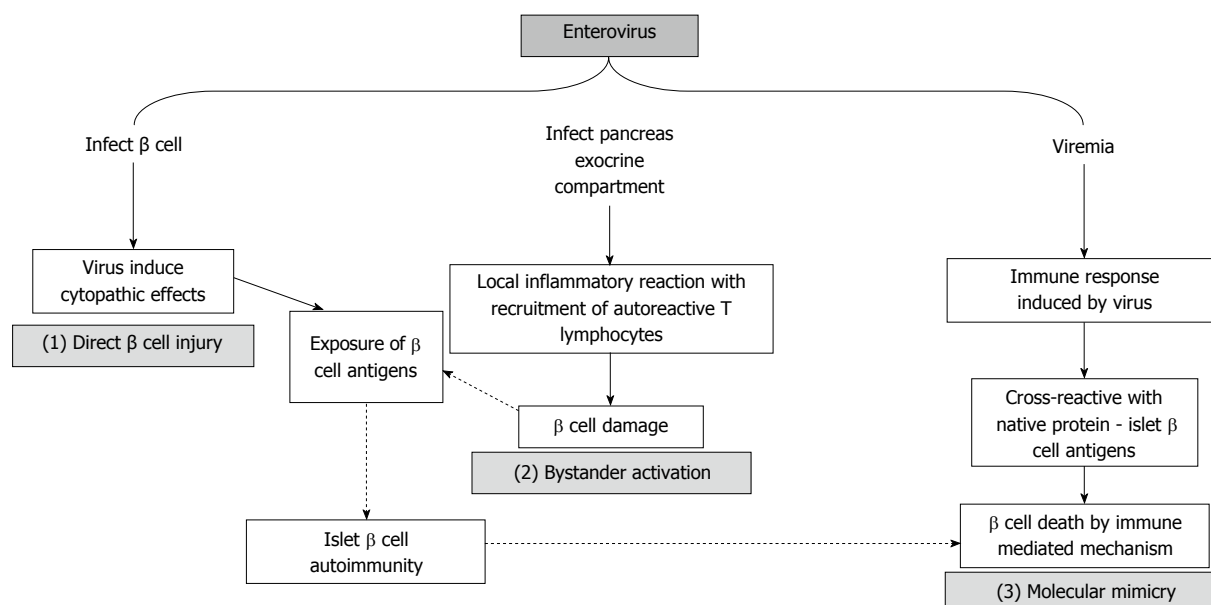 Enterovirus
Infect β cell
Infect pancreas
exocrine
compartment
Viremia
Virus induce
cytopathic effects
(1) Direct β cell injury
Exposure of β
cell antigens
Local inflammatory reaction with
recruitment of autoreactive T
lymphocytes
β cell damage
(2) Bystander activation
Islet β cell
autoimmunity
Immune response
induced by virus
Cross-reactive with
native protein - islet β
cell antigens
β cell death by immune
mediated mechanism
(3) Molecular mimicry